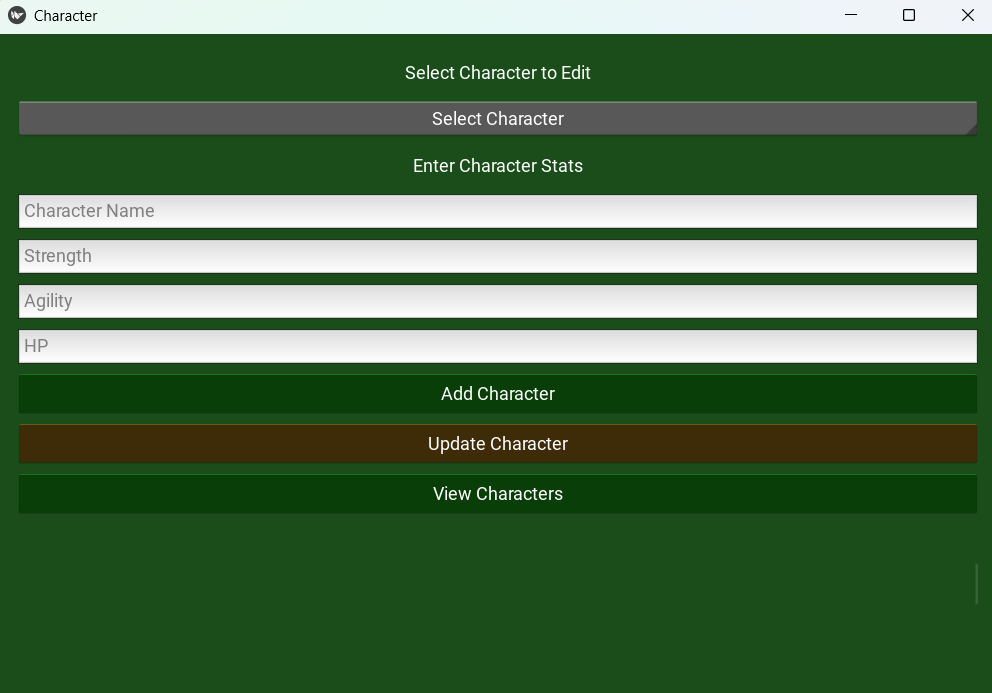 Character
Select Character to Edit
Select Character
Enter Character Stats
Character Name
Strength
Agility
HP
Add Character
Update Character
View Characters